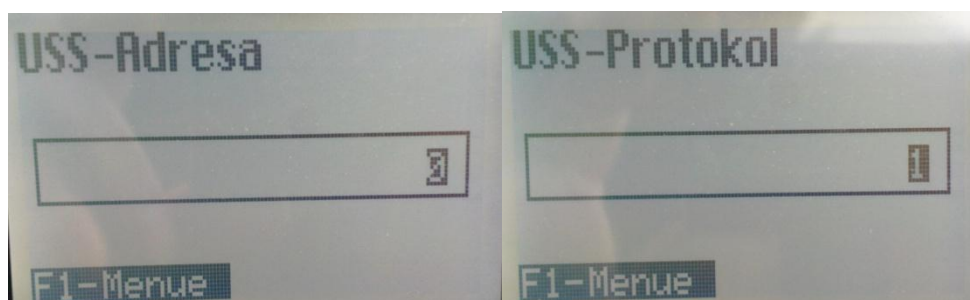 USS-Adresa
F1-Menue
USS-Protokol
1
F1-Menue